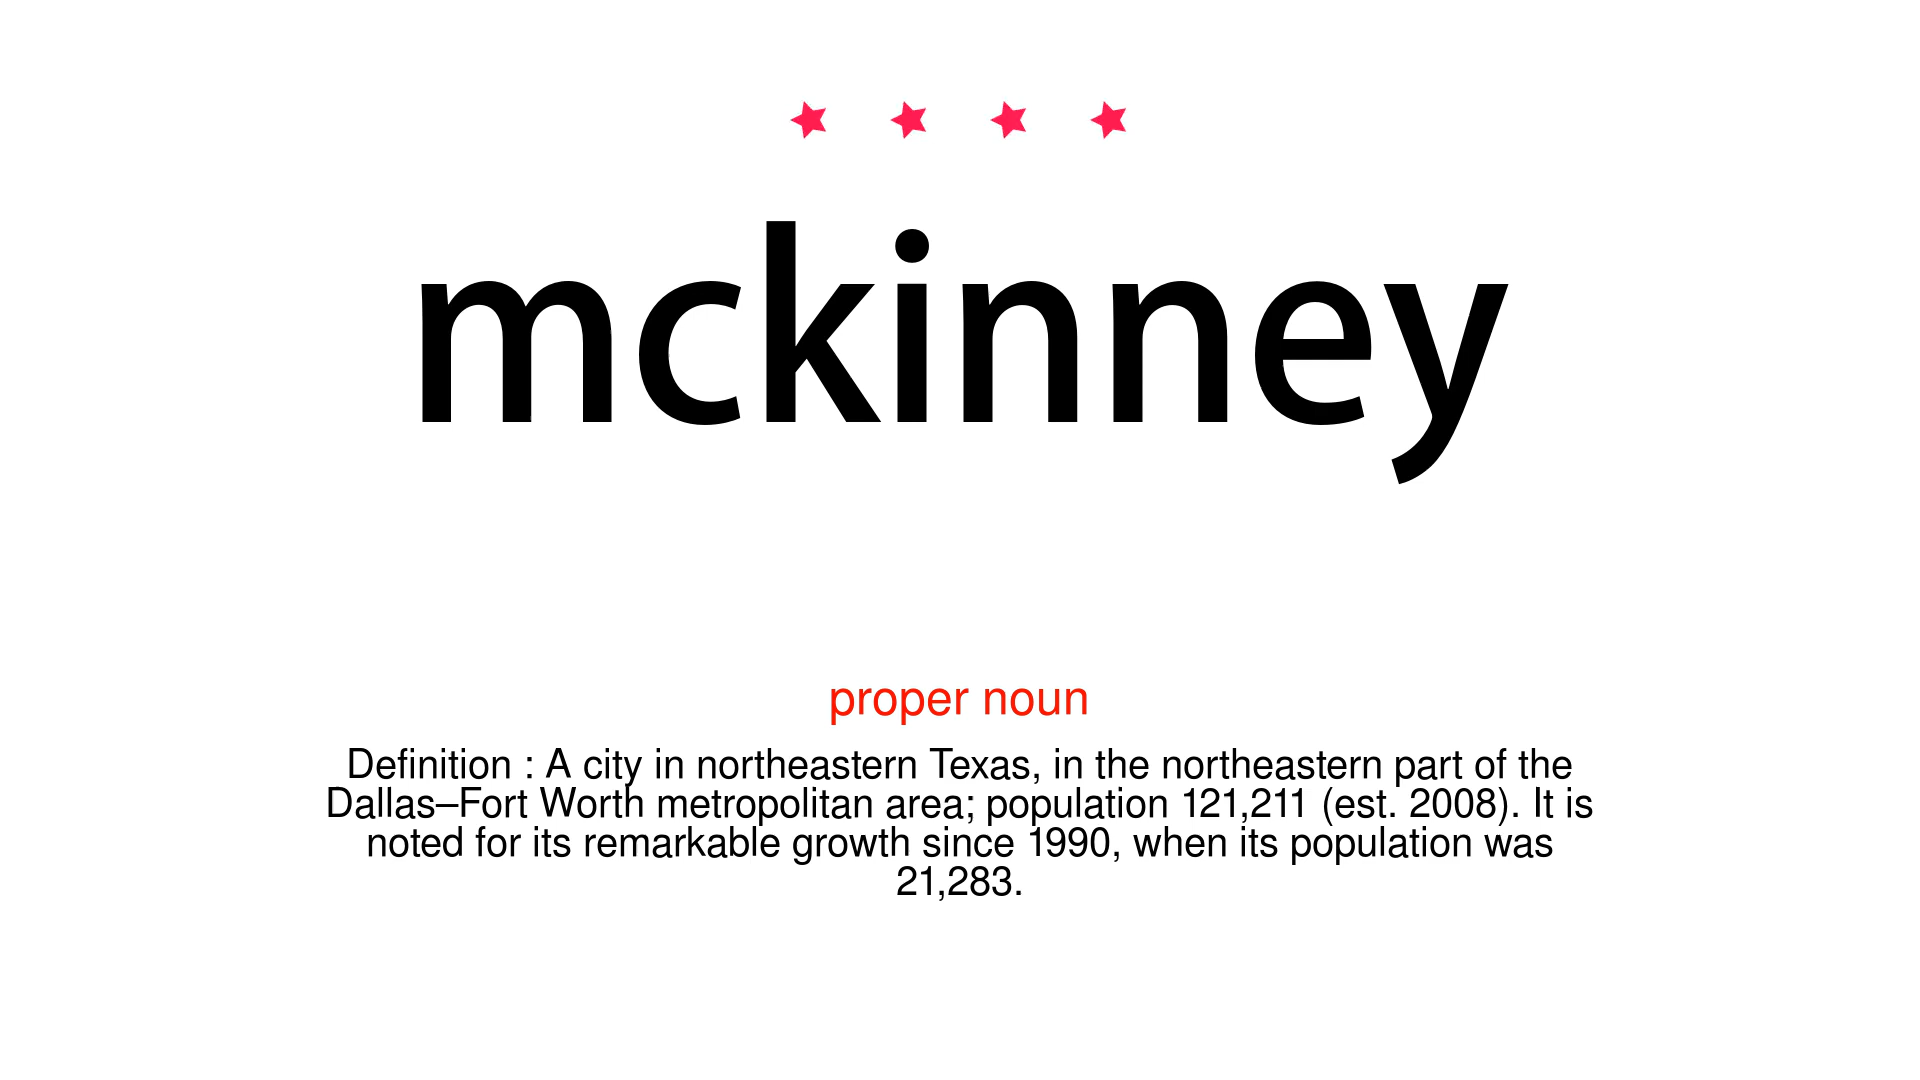 mckinney
proper noun
Definition : A city in northeastern Texas, in the northeastern part of the
Dallas–Fort Worth metropolitan area; population 121,211 (est. 2008). It is
noted for its remarkable growth since 1990, when its population was
21,283.